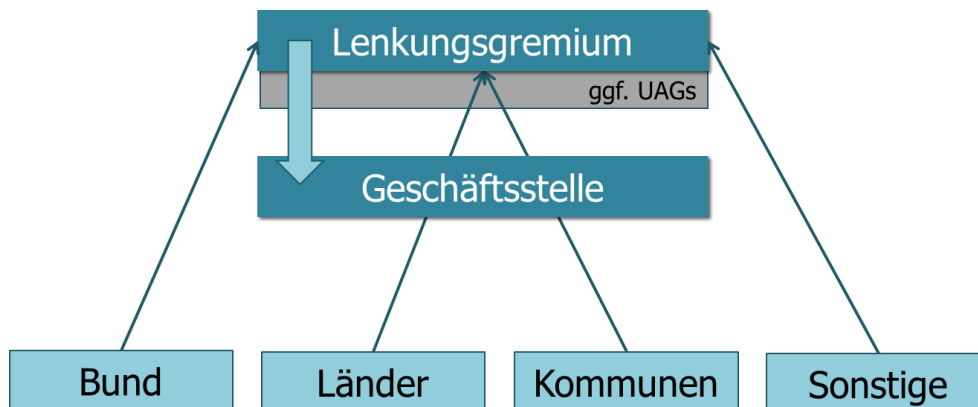 Lenkungsgremium
ggf. UAGs
Geschäftsstelle
Bund
Länder
Kommunen
Sonstige